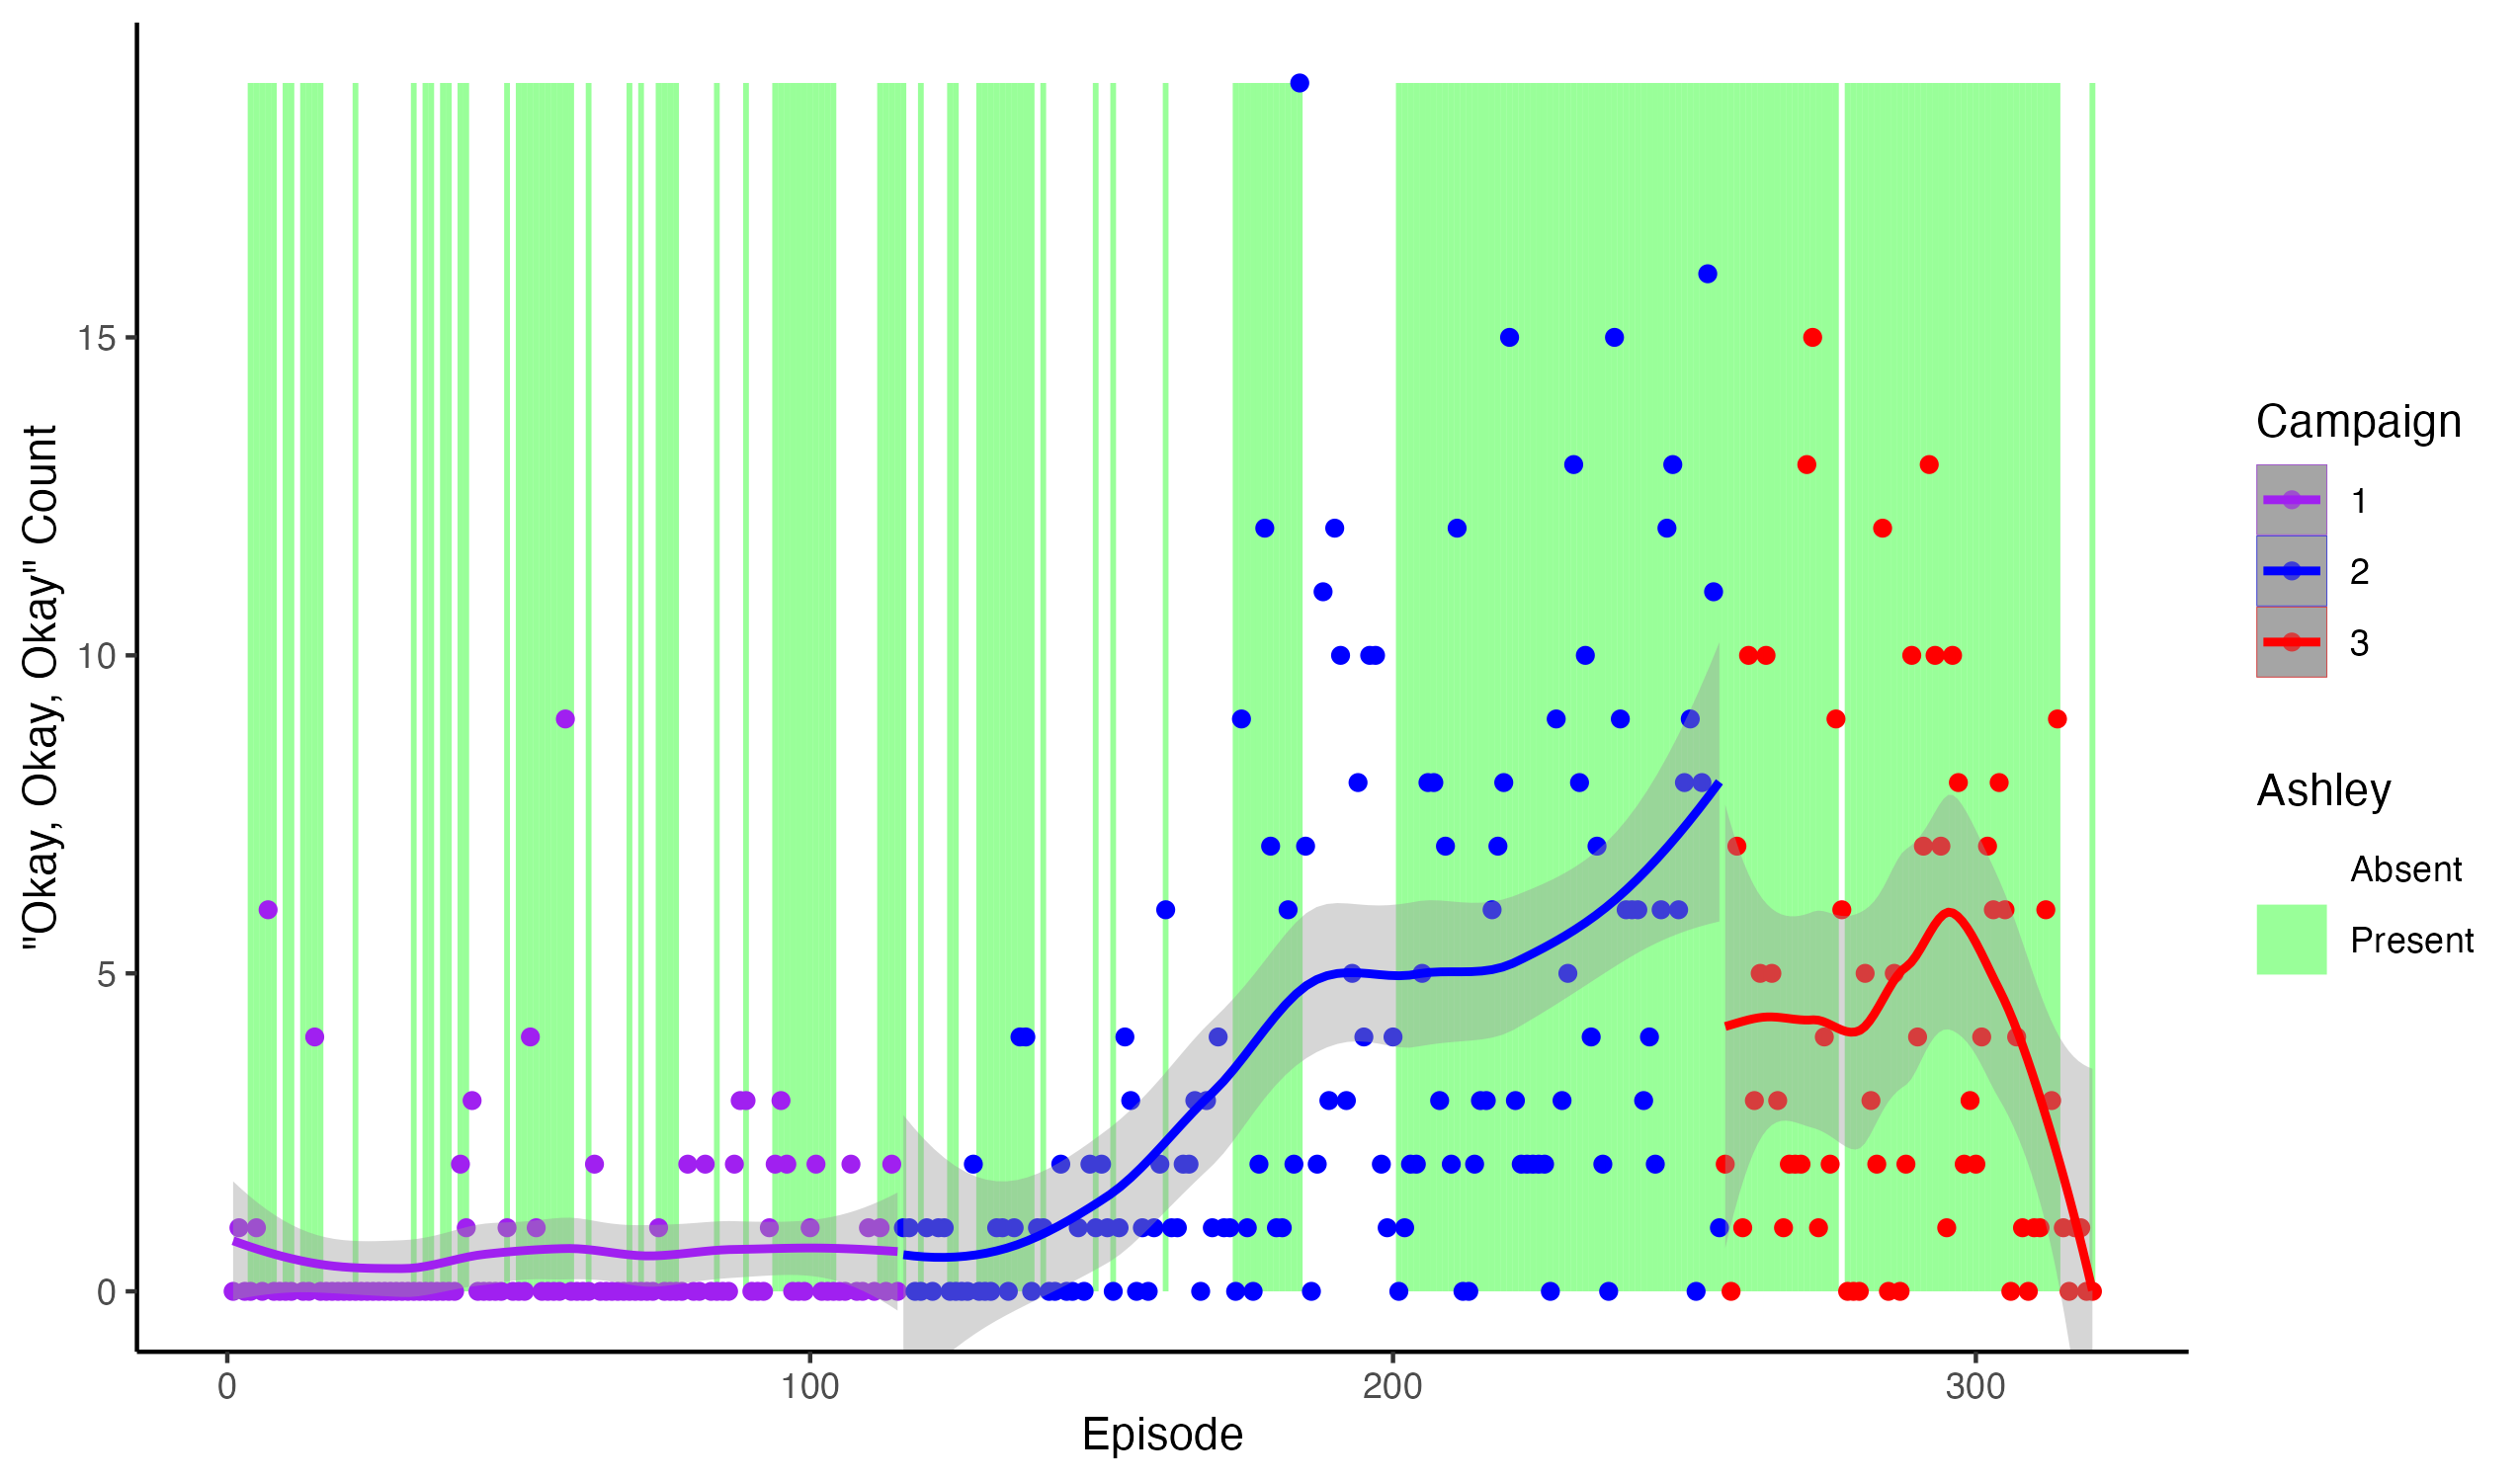 "Okay, Okay, Okay" Count
15
10
5
0
0 100 200 300
Episode
Campaign
1
2
3
Ashley
Absent
Present